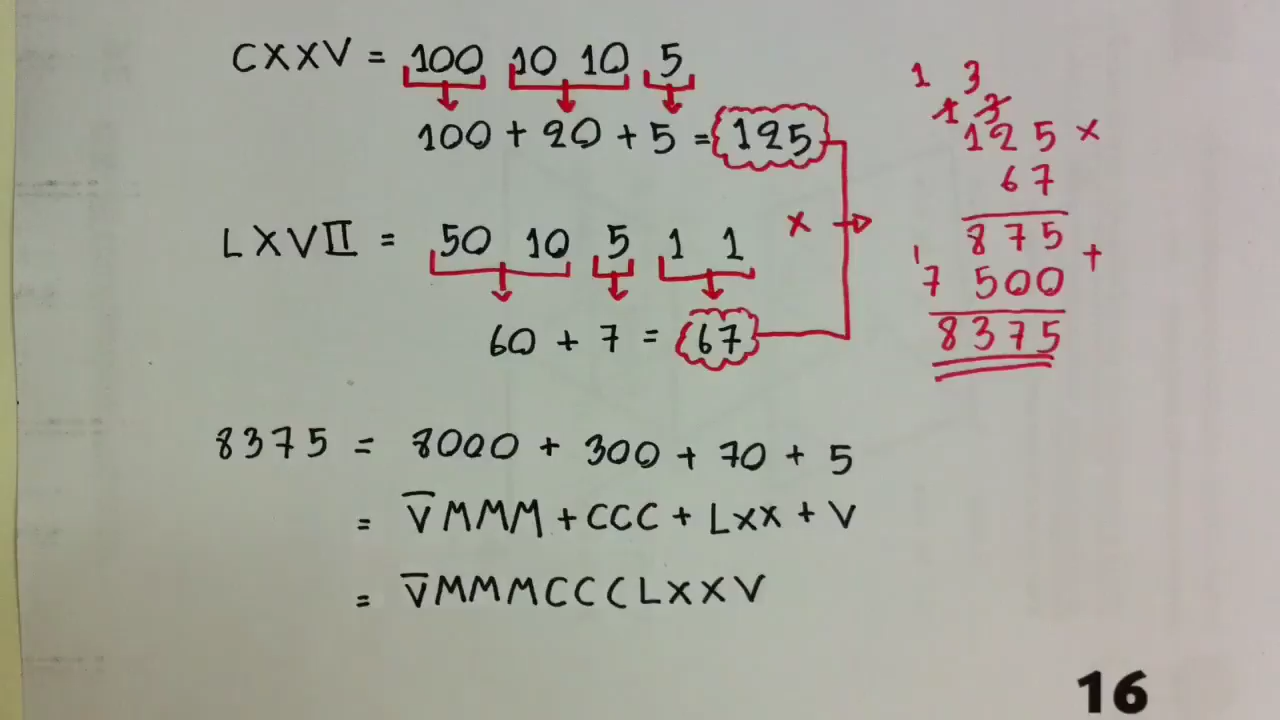 CXXV = 100 10 10 5
100 + 20 + 5 = 125
LXVII = 50 10 5 1 1 ×
60 + 7 = 67
1 3
1 3
125 ×
67
875
1
7500 +
8375
8375 = 8000 + 300 + 70 + 5
= V̅MMM + CCC + LXX + V
= V̅MMMCCCLXXV
16